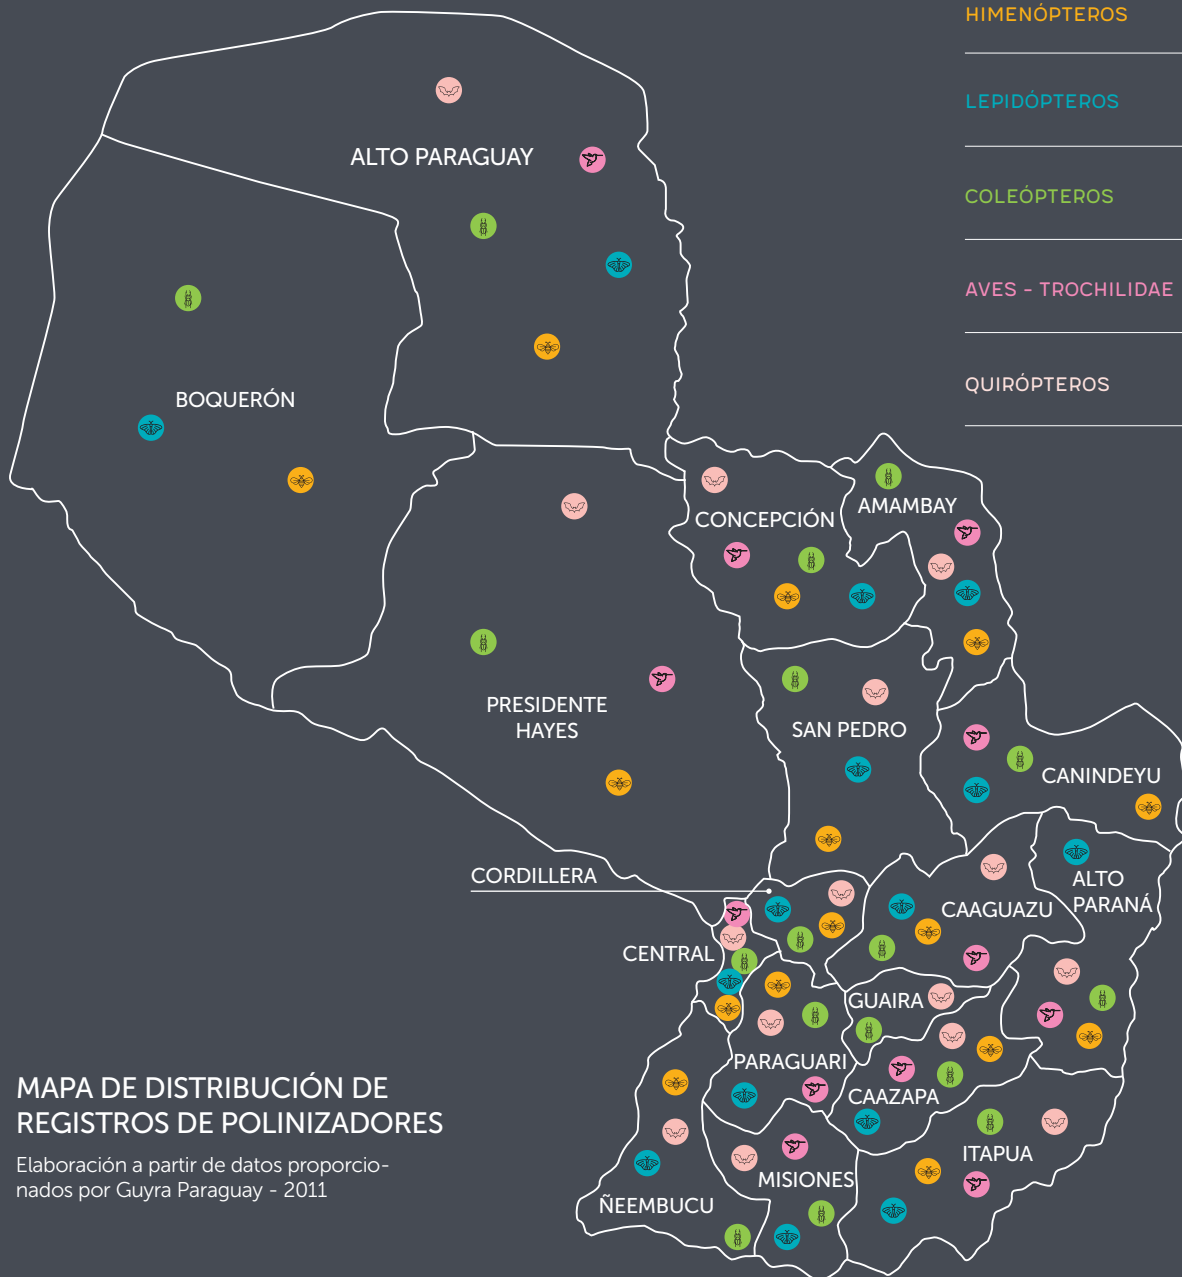 HIMENÓPTEROS
LEPIDÓPTEROS
COLEÓPTEROS
AVES - TROCHILIDAE
QUIRÓPTEROS
ALTO PARAGUAY
BOQUERÓN
CONCEPCIÓN
AMAMBAY
PRESIDENTE
HAYES
SAN PEDRO
CANINDEYU
CORDILLERA
ALTO
PARANÁ
CAAGUAZU
CENTRAL
GUAIRA
PARAGUARI
CAAZAPA
ITAPUA
MISIONES
ÑEEMBUCU
MAPA DE DISTRIBUCIÓN DE
REGISTROS DE POLINIZADORES
Elaboración a partir de datos proporcio-
nados por Guyra Paraguay - 2011